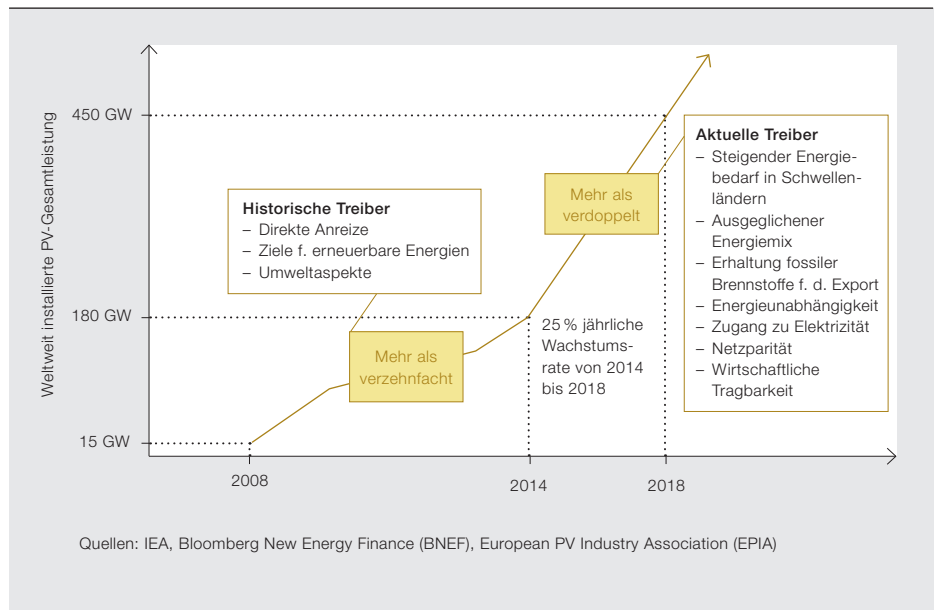 Weltweit installierte PV-Gesamtleistung
450 GW
180 GW
15 GW
Historische Treiber
– Direkte Anreize
– Ziele f. erneuerbare Energien
– Umweltaspekte
Mehr als
verzehnfacht
Mehr als
verdoppelt
25 % jährliche
Wachstums-
rate von 2014
bis 2018
Aktuelle Treiber
– Steigender Energie-
bedarf in Schwellen-
ländern
– Ausgeglichener
Energiemix
– Erhaltung fossiler
Brennstoffe f. d. Export
– Energieunabhängigkeit
– Zugang zu Elektrizität
– Netzparität
– Wirtschaftliche
Tragbarkeit
2008
2014
2018
Quellen: IEA, Bloomberg New Energy Finance (BNEF), European PV Industry Association (EPIA)